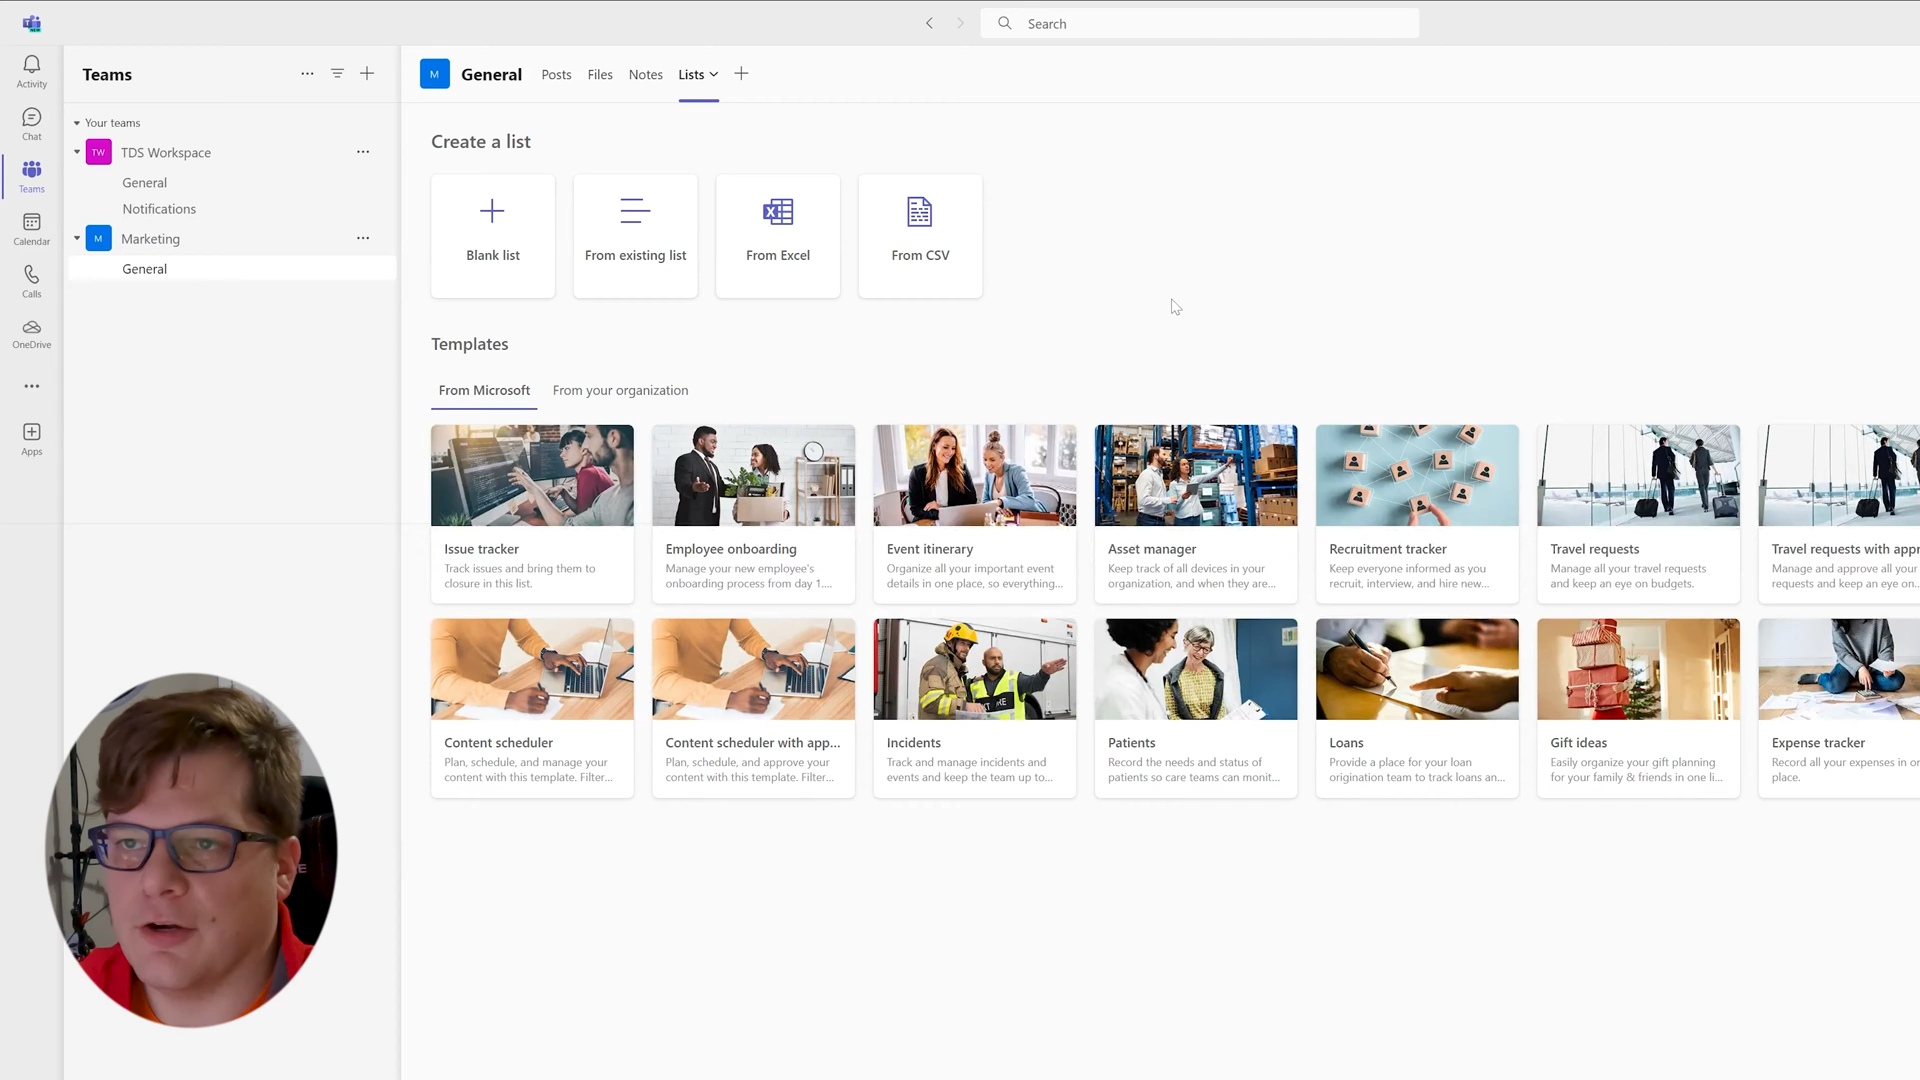 Search
Activity
Chat
Teams
Calendar
Calls
OneDrive
Apps
Teams
Your teams
TW TDS Workspace
General
Notifications
M Marketing
General
M General Posts Files Notes Lists
Create a list
Blank list
From existing list
From Excel
From CSV
Templates
From Microsoft From your organization
Issue tracker
Track issues and bring them to
closure in this list.
Employee onboarding
Manage your new employee's
onboarding process from day 1....
Event itinerary
Organize all your important event
details in one place, so everything...
Asset manager
Keep track of all devices in your
organization, and when they are...
Recruitment tracker
Keep everyone informed as you
recruit, interview, and hire new...
Travel requests
Manage all your travel requests
and keep an eye on budgets.
Travel requests with appr
Manage and approve all your
requests and keep an eye on..
Content scheduler
Plan, schedule, and manage your
content with this template. Filter...
Content scheduler with app...
Plan, schedule, and approve your
content with this template. Filter...
Incidents
Track and manage incidents and
events and keep the team up to...
Patients
Record the needs and status of
patients so care teams can monit...
Loans
Provide a place for your loan
origination team to track loans an...
Gift ideas
Easily organize your gift planning
for your family & friends in one li...
Expense tracker
Record all your expenses in or
place.